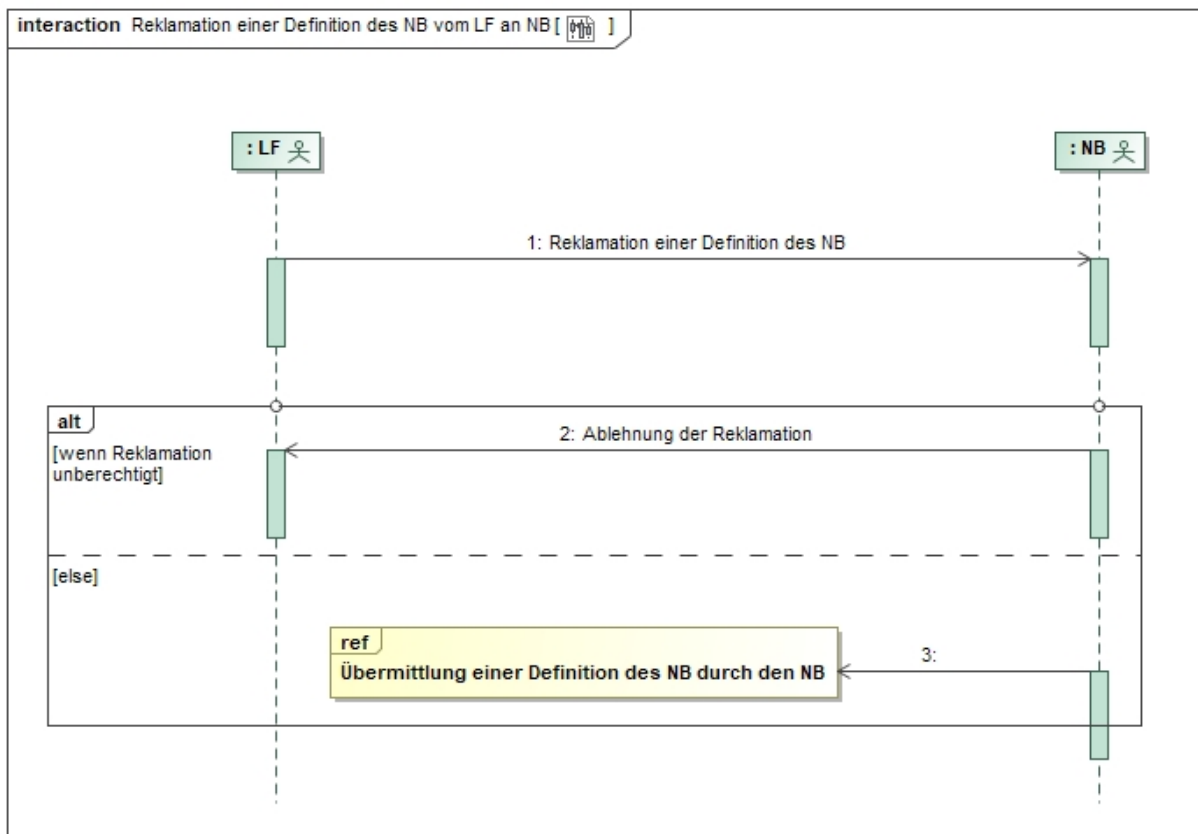 interaction Reklamation einer Definition des NB vom LF an NB [ ]
: LF
: NB
1: Reklamation einer Definition des NB
alt
2: Ablehnung der Reklamation
[wenn Reklamation
unberechtigt]
[else]
ref
Übermittlung einer Definition des NB durch den NB
3: